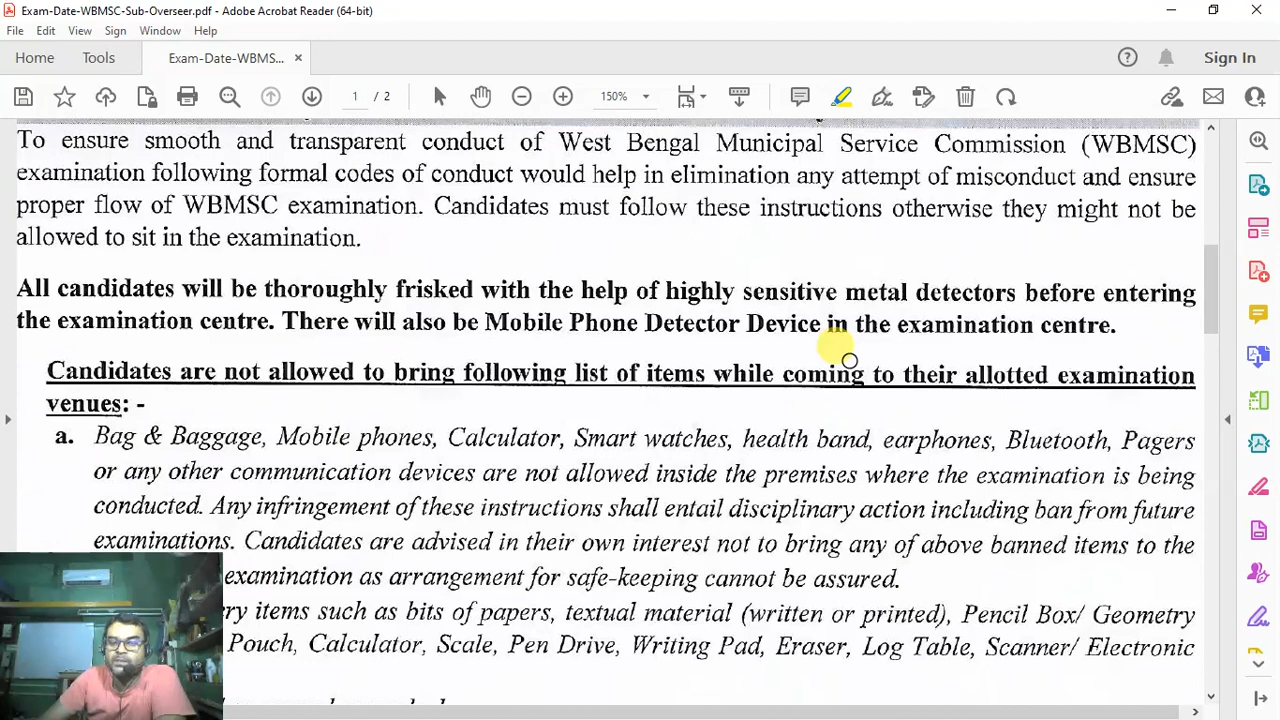 Exam-Date-WBMSC-Sub-Overseer.pdf - Adobe Acrobat Reader (64-bit)
File Edit View Sign Window Help
Home Tools Exam-Date-WBMS... × Sign In
1 / 2 150%
To ensure smooth and transparent conduct of West Bengal Municipal Service Commission (WBMSC)
examination following formal codes of conduct would help in elimination any attempt of misconduct and ensure
proper flow of WBMSC examination. Candidates must follow these instructions otherwise they might not be
allowed to sit in the examination.
All candidates will be thoroughly frisked with the help of highly sensitive metal detectors before entering
the examination centre. There will also be Mobile Phone Detector Device in the examination centre.
Candidates are not allowed to bring following list of items while coming to their allotted examination
venues: -
a. Bag & Baggage, Mobile phones, Calculator, Smart watches, health band, earphones, Bluetooth, Pagers
or any other communication devices are not allowed inside the premises where the examination is being
conducted. Any infringement of these instructions shall entail disciplinary action including ban from future
examinations. Candidates are advised in their own interest not to bring any of above banned items to the
examination as arrangement for safe-keeping cannot be assured.
items such as bits of papers, textual material (written or printed), Pencil Box/ Geometry
Pouch, Calculator, Scale, Pen Drive, Writing Pad, Eraser, Log Table, Scanner/ Electronic